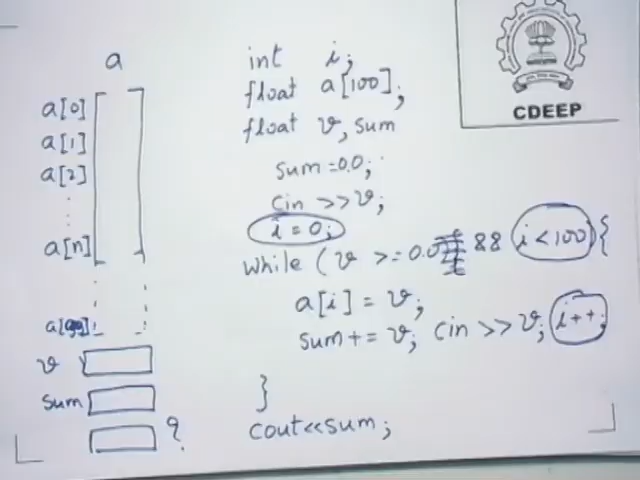 a
a[0]
a[1]
a[2]
a[n]
a[99]
v
sum
?
int i;
float a[100];
float v, sum
sum=0.0;
cin >>v;
i = 0;
while ( v >= 0.0 && i < 100 ) {
a[i] = v;
sum += v; cin >> v; i++;
}
cout<<sum;
CDEEP